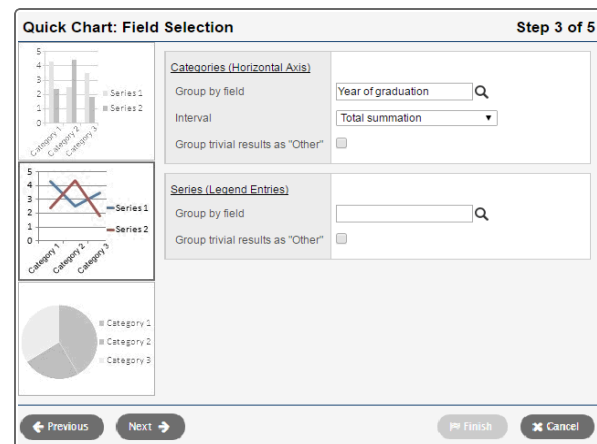 Quick Chart: Field Selection
Step 3 of 5
5
4
3
2
1
0
Category 1
Category 2
Category 3
Series 1
Series 2
5
4
3
2
1
0
Category 1
Category 2
Category 3
Series 1
Series 2
Category 1
Category 2
Category 3
Categories (Horizontal Axis)
Group by field
Year of graduation
Interval
Total summation
Group trivial results as "Other"
Series (Legend Entries)
Group by field
Group trivial results as "Other"
Previous
Next
Finish
Cancel